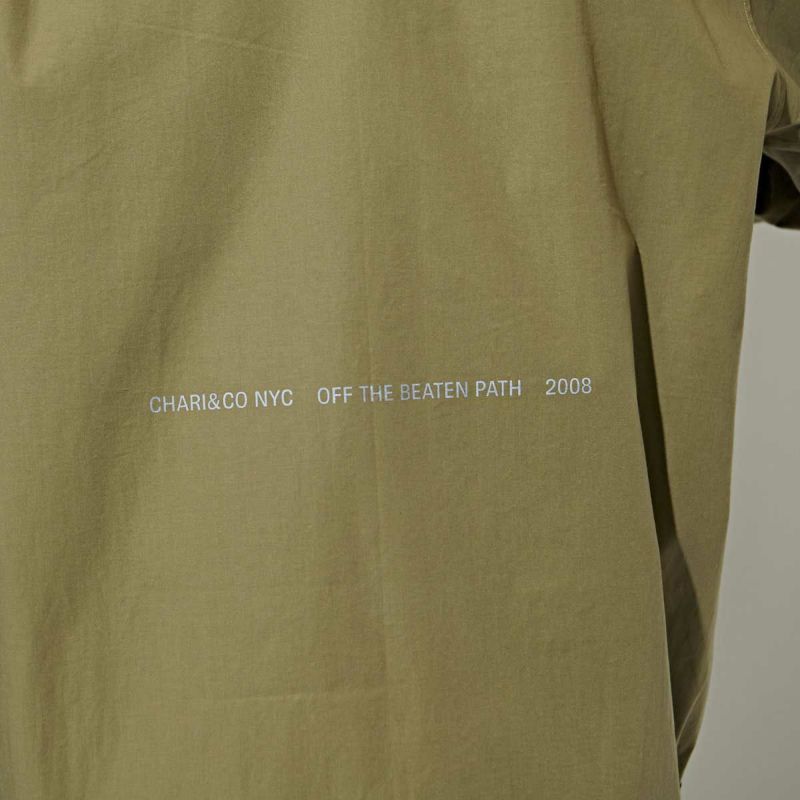 CHARI&CO NYC OFF THE BEATEN PATH 2008